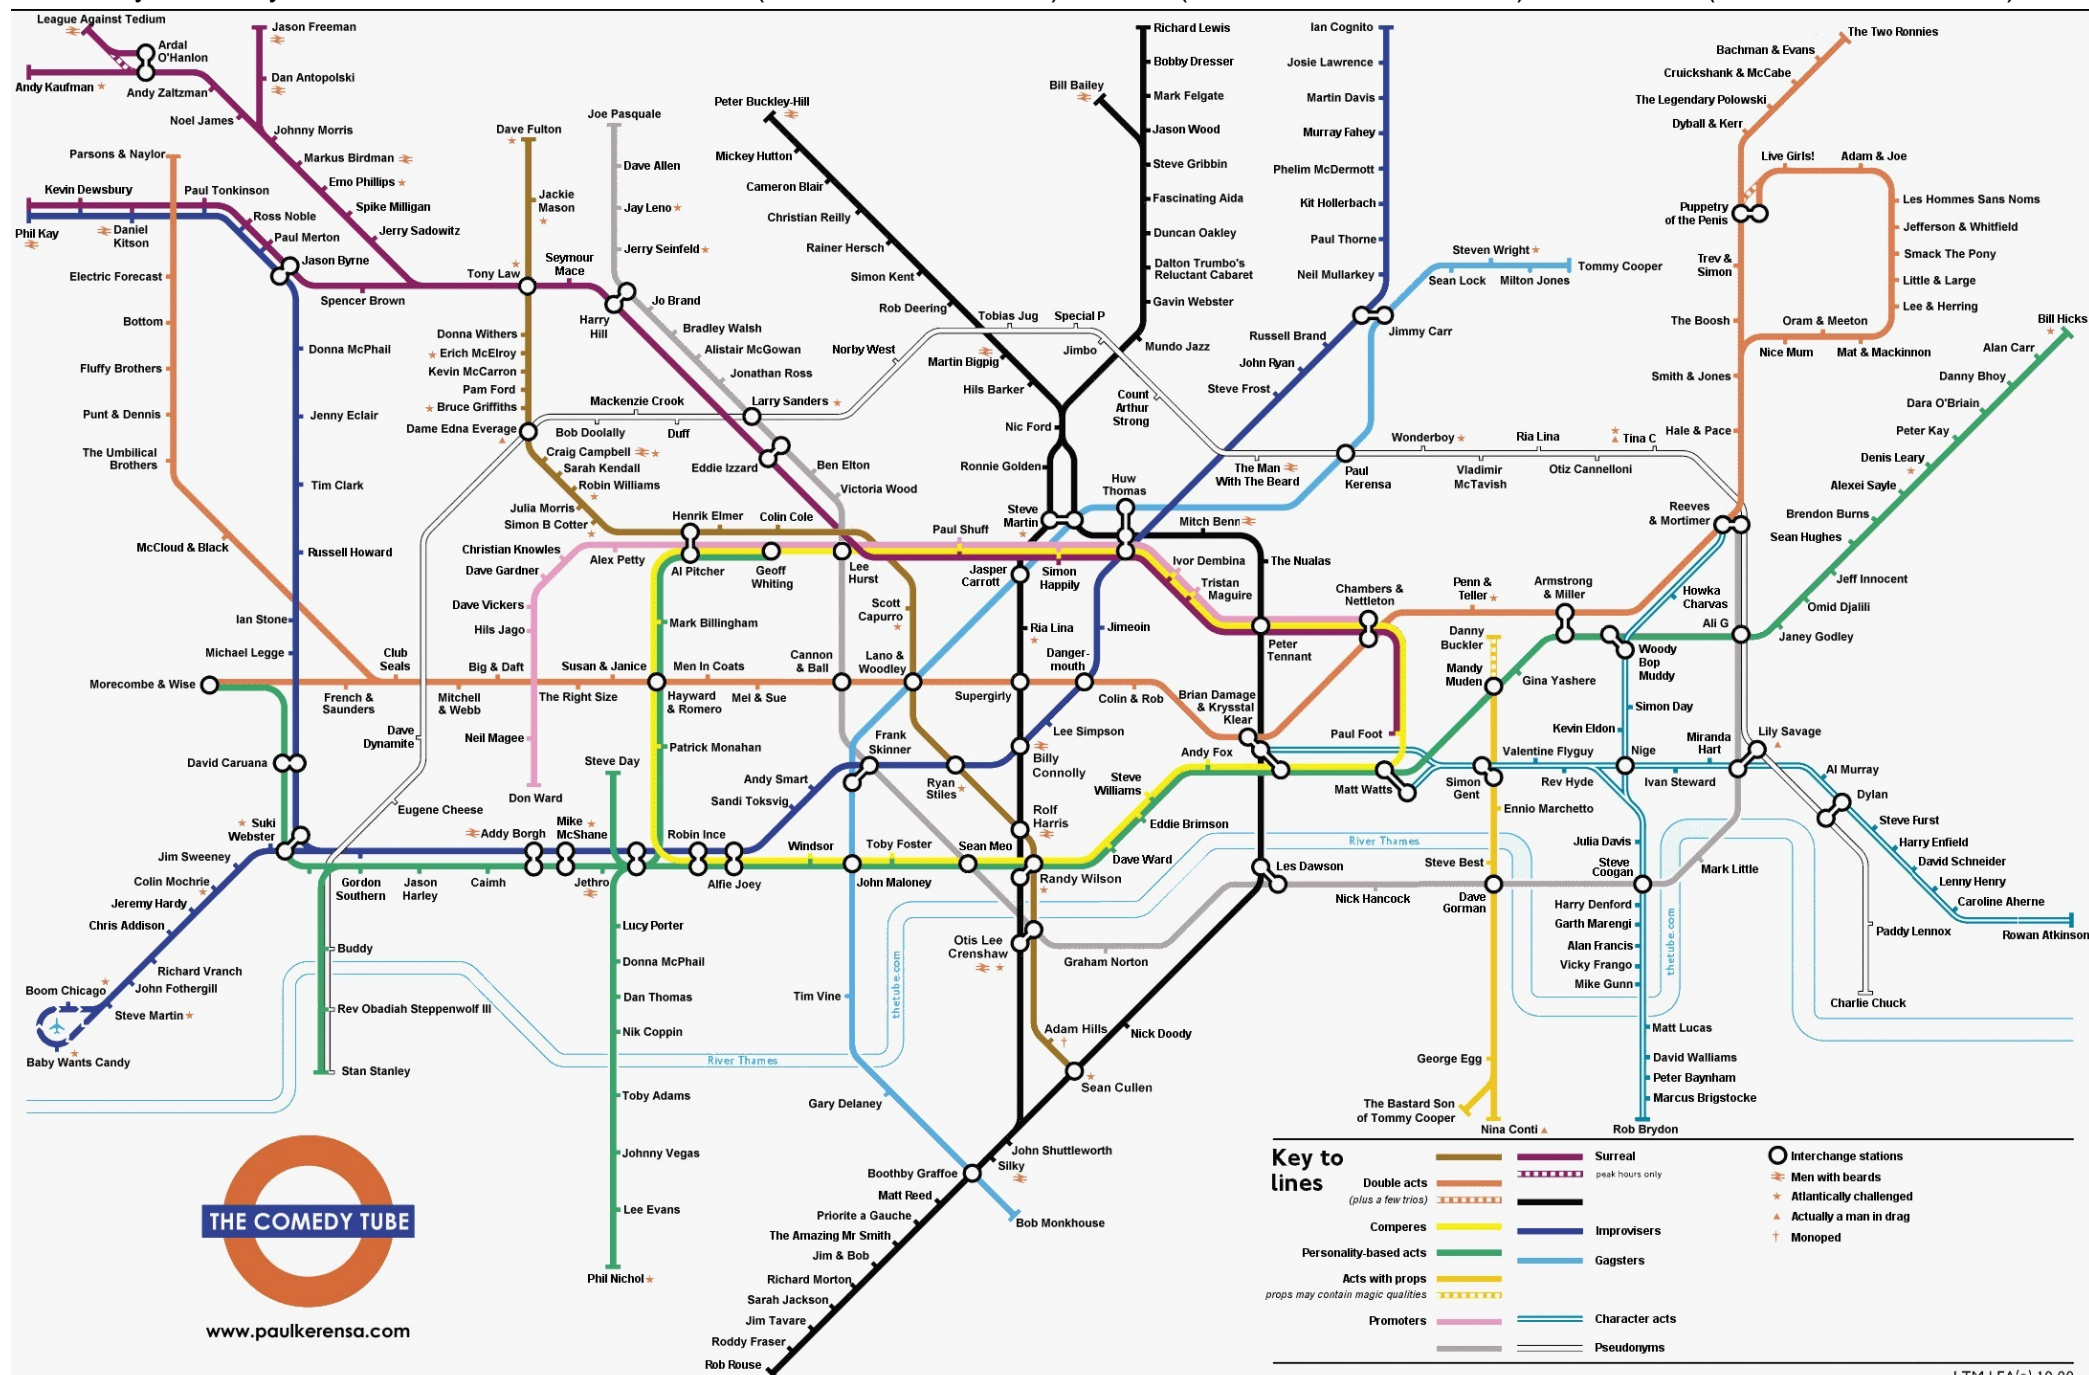 League Against Tedium
Ardal
O'Hanlon
Andy Kaufman
Andy Zaltzman
Noel James
Jason Freeman
Dan Antopolski
Johnny Morris
Markus Birdman
Emo Phillips
Spike Milligan
Jerry Sadowitz
Parsons & Naylor
Kevin Dewsbury
Paul Tonkinson
Phil Kay
Daniel
Kitson
Ross Noble
Paul Merton
Jason Byrne
Spencer Brown
Electric Forecast
Bottom
Fluffy Brothers
Punt & Dennis
The Umbilical
Brothers
McCloud & Black
Donna McPhail
Jenny Eclair
Tim Clark
Russell Howard
Ian Stone
Michael Legge
Morecombe & Wise
David Caruana
Suki
Webster
Jim Sweeney
Colin Mochrie
Jeremy Hardy
Chris Addison
Richard Vranch
John Fothergill
Boom Chicago
Steve Martin
Baby Wants Candy
Dave Fulton
Jackie
Mason
Tony Law
Seymour
Mace
Donna Withers
Erich McElroy
Kevin McCarron
Pam Ford
Bruce Griffiths
Dame Edna Everage
Craig Campbell
Sarah Kendall
Robin Williams
Julia Morris
Simon B Cotter
Joe Pasquale
Dave Allen
Jay Leno
Jerry Seinfeld
Harry
Hill
Jo Brand
Bradley Walsh
Alistair McGowan
Jonathan Ross
Larry Sanders
Mackenzie Crook
Bob Doolally
Duff
Eddie Izzard
Ben Elton
Victoria Wood
Peter Buckley-Hill
Mickey Hutton
Cameron Blair
Christian Reilly
Rainer Hersch
Simon Kent
Rob Deering
Norby West
Tobias Jug
Special P
Martin Bigpig
Jimbo
Hils Barker
Nic Ford
Ronnie Golden
Steve
Martin
Count
Arthur
Strong
Bill Bailey
Richard Lewis
Bobby Dresser
Mark Felgate
Jason Wood
Steve Gribbin
Fascinating Aida
Duncan Oakley
Dalton Trumbo's
Reluctant Cabaret
Gavin Webster
Mundo Jazz
Ian Cognito
Josie Lawrence
Martin Davis
Murray Fahey
Phelim McDermott
Kit Hollerbach
Paul Thorne
Neil Mullarkey
Russell Brand
John Ryan
Steve Frost
Jimmy Carr
Steven Wright
Sean Lock
Milton Jones
Tommy Cooper
The Man
With The Beard
Paul
Kerensa
Wonderboy
Vladimir
McTavish
Ria Lina
Otiz Cannelloni
Tina C
The Two Ronnies
Bachman & Evans
Cruickshank & McCabe
The Legendary Polowski
Dyball & Kerr
Live Girls!
Adam & Joe
Puppetry
of the Penis
Les Hommes Sans Noms
Jefferson & Whitfield
Smack The Pony
Little & Large
Lee & Herring
Trev &
Simon
The Boosh
Oram & Meeton
Nice Mum
Mat & Mackinnon
Smith & Jones
Hale & Pace
Reeves
& Mortimer
Bill Hicks
Alan Carr
Danny Bhoy
Dara O'Briain
Peter Kay
Denis Leary
Alexei Sayle
Brendon Burns
Sean Hughes
Jeff Innocent
Omid Djalili
Janey Godley
Ali G
Howka
Charvas
Henrik Elmer
Colin Cole
Christian Knowles
Alex Petty
Dave Gardner
Al Pitcher
Geoff
Whiting
Lee
Hurst
Paul Shuff
Jasper
Carrott
Simon
Happily
Huw
Thomas
Mitch Benn
Ivor Dembina
Tristan
Maguire
The Nualas
Chambers &
Nettleton
Penn &
Teller
Armstrong
& Miller
Dave Vickers
Hils Jago
Mark Billingham
Scott
Capurro
Ria Lina
Jimeoin
Peter
Tennant
Danny
Buckler
Mandy
Muden
Woody
Bop
Muddy
Club
Seals
Big & Daft
Susan & Janice
Men In Coats
Cannon
& Ball
Lano &
Woodley
Danger-
mouth
French &
Saunders
Mitchell
& Webb
The Right Size
Hayward
& Romero
Mel & Sue
Supergirly
Colin & Rob
Brian Damage
& Krysstal
Klear
Gina Yashere
Simon Day
Kevin Eldon
Dave
Dynamite
Neil Magee
Patrick Monahan
Frank
Skinner
Lee Simpson
Andy Fox
Paul Foot
Valentine Flyguy
Nige
Miranda
Hart
Lily Savage
Don Ward
Steve Day
Andy Smart
Sandi Toksvig
Ryan
Stiles
Billy
Connolly
Steve
Williams
Matt Watts
Simon
Gent
Rev Hyde
Ivan Steward
Al Murray
Dylan
Eugene Cheese
Addy Borgh
Mike
McShane
Robin Ince
Windsor
Toby Foster
Sean Meo
Rolf
Harris
Eddie Brimson
Dave Ward
Ennio Marchetto
River Thames
Julia Davis
Steve Best
Steve
Coogan
Steve Furst
Harry Enfield
David Schneider
Lenny Henry
Caroline Aherne
Rowan Atkinson
Gordon
Southern
Jason
Harley
Caimh
Jethro
Alfie Joey
John Maloney
Randy Wilson
Les Dawson
Nick Hancock
Dave
Gorman
Mark Little
Harry Denford
Garth Marengi
Alan Francis
Vicky Frango
Mike Gunn
thetube.com
Paddy Lennox
Charlie Chuck
Buddy
Rev Obadiah Steppenwolf III
Stan Stanley
Lucy Porter
Donna McPhail
Dan Thomas
Nik Coppin
River Thames
Toby Adams
Johnny Vegas
Lee Evans
Phil Nichol
thetube.com
Tim Vine
Otis Lee
Crenshaw
Graham Norton
Adam Hills
Nick Doody
Sean Cullen
Gary Delaney
John Shuttleworth
Silky
Boothby Graffoe
Bob Monkhouse
Matt Reed
Priorite a Gauche
The Amazing Mr Smith
Jim & Bob
Richard Morton
Sarah Jackson
Jim Tavare
Roddy Fraser
Rob Rouse
George Egg
The Bastard Son
of Tommy Cooper
Nina Conti
Matt Lucas
David Walliams
Peter Baynham
Marcus Brigstocke
Rob Brydon
THE COMEDY TUBE
www.paulkerensa.com
Key to
lines
Double acts
(plus a few trios)
Comperes
Personality-based acts
Acts with props
props may contain magic qualities
Promoters
Surreal
peak hours only
Improvisers
Gagsters
Character acts
Pseudonyms
Interchange stations
Men with beards
Atlantically challenged
Actually a man in drag
Monoped